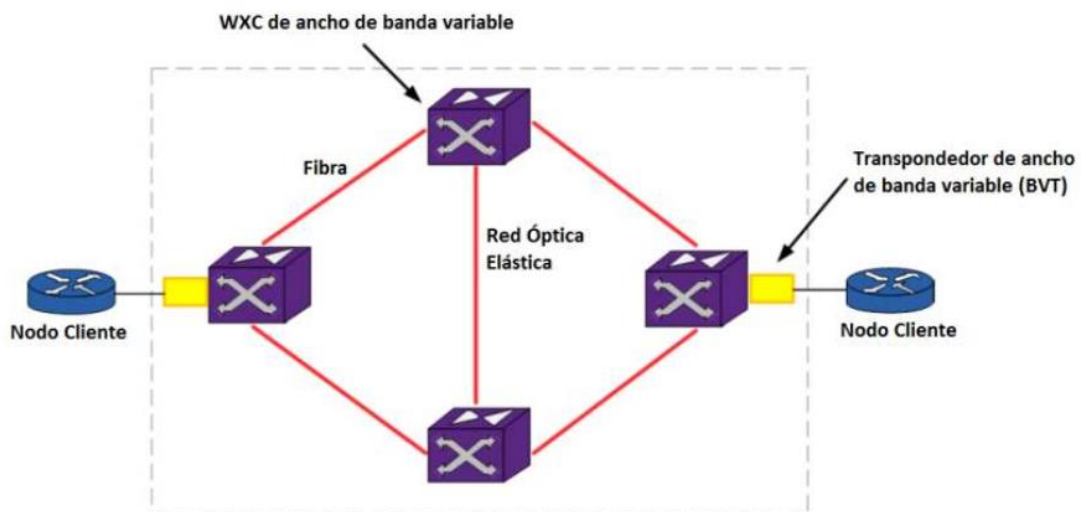 WXC de ancho de banda variable
Fibra
Transpondedor de ancho
de banda variable (BVT)
Red Óptica
Elástica
Nodo Cliente
Nodo Cliente